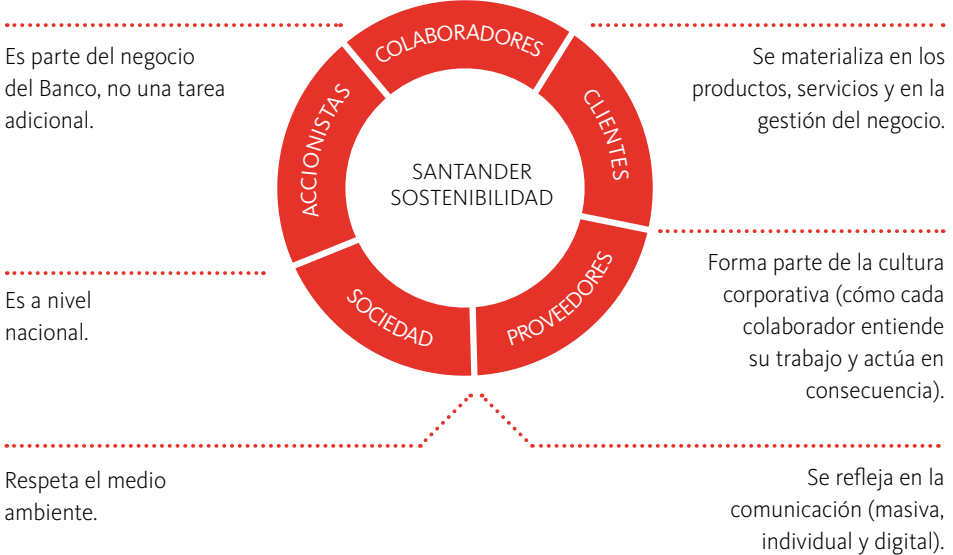 Es parte del negocio
del Banco, no una tarea
adicional.
COLABORADORES
Se materializa en los
productos, servicios y en la
gestión del negocio.
ACCIONISTAS
CLIENTES
SANTANDER
SOSTENIBILIDAD
Es a nivel
nacional.
SOCIEDAD
PROVEEDORES
Forma parte de la cultura
corporativa (cómo cada
colaborador entiende
su trabajo y actúa en
consecuencia).
Respeta el medio
ambiente.
Se refleja en la
comunicación (masiva,
individual y digital).